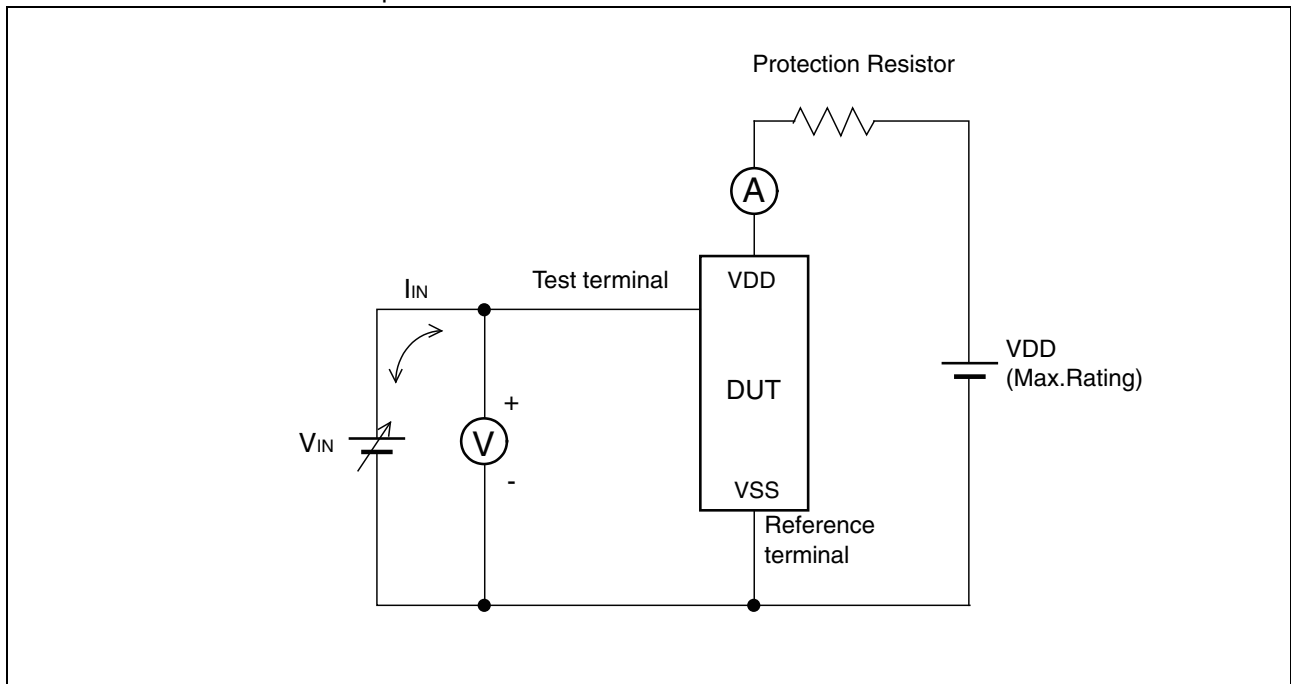 Protection Resistor
A
Test terminal
VDD
IIN
VDD
(Max.Rating)
DUT
+
VIN
V
-
VSS
Reference
terminal